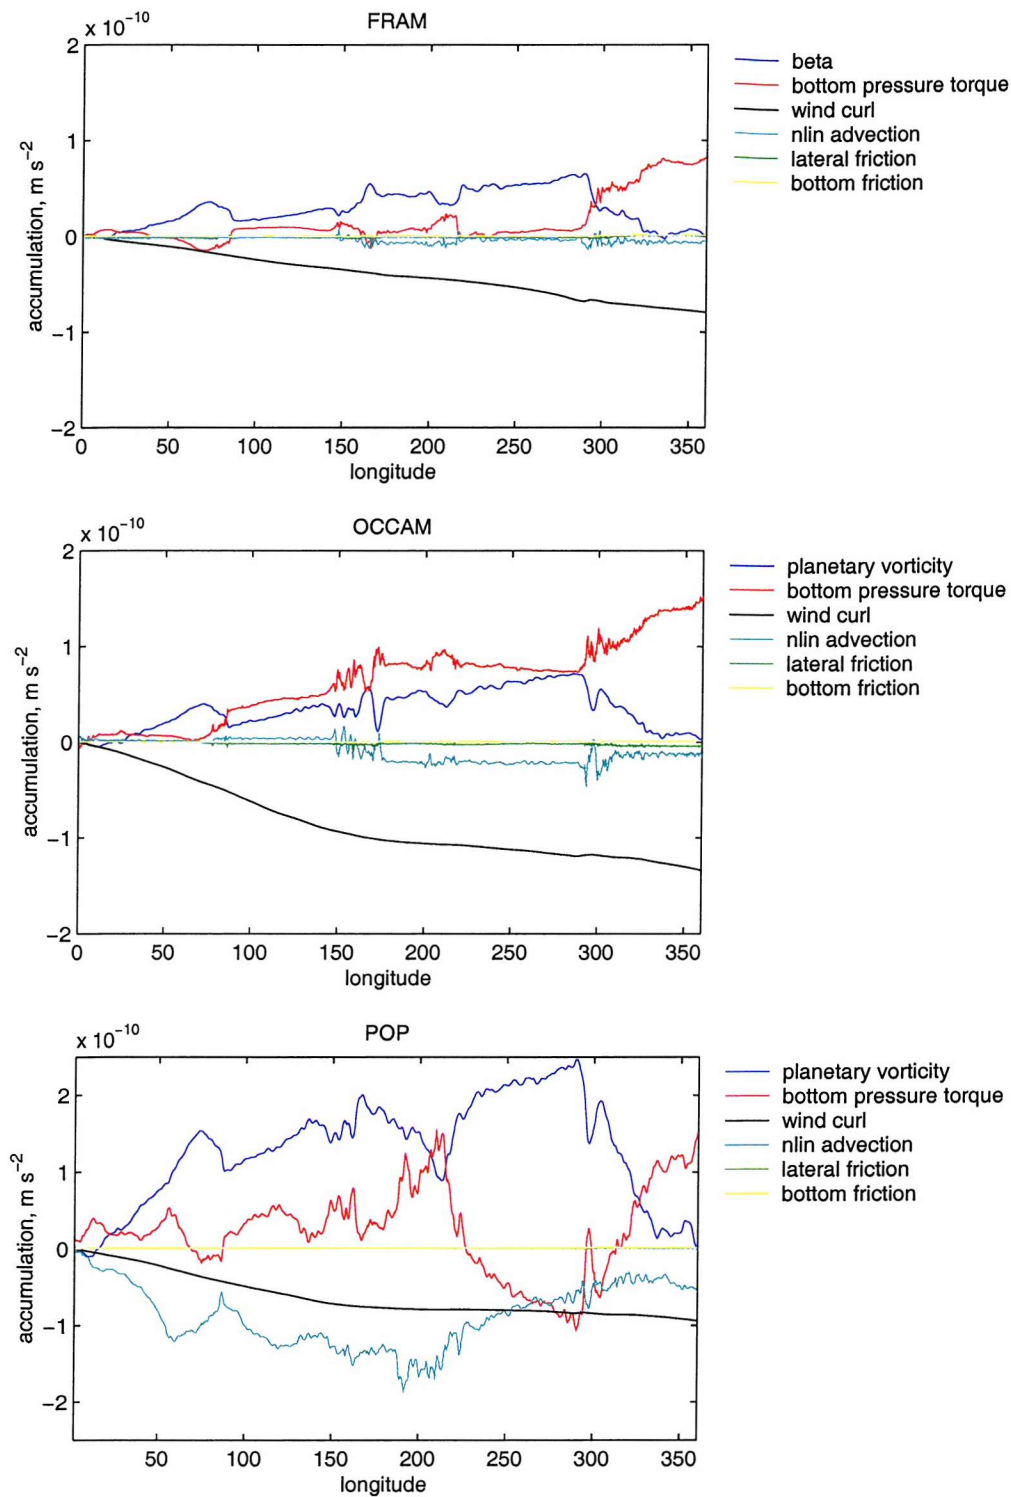 FRAM
x 10⁻¹⁰
2
1
0
−1
−2
accumulation, m s⁻²
0 50 100 150 200 250 300 350
longitude
beta
bottom pressure torque
wind curl
nlin advection
lateral friction
bottom friction
OCCAM
x 10⁻¹⁰
2
1
0
−1
−2
accumulation, m s⁻²
0 50 100 150 200 250 300 350
longitude
planetary vorticity
bottom pressure torque
wind curl
nlin advection
lateral friction
bottom friction
POP
x 10⁻¹⁰
2
1
0
−1
−2
accumulation, m s⁻²
50 100 150 200 250 300 350
longitude
planetary vorticity
bottom pressure torque
wind curl
nlin advection
lateral friction
bottom friction